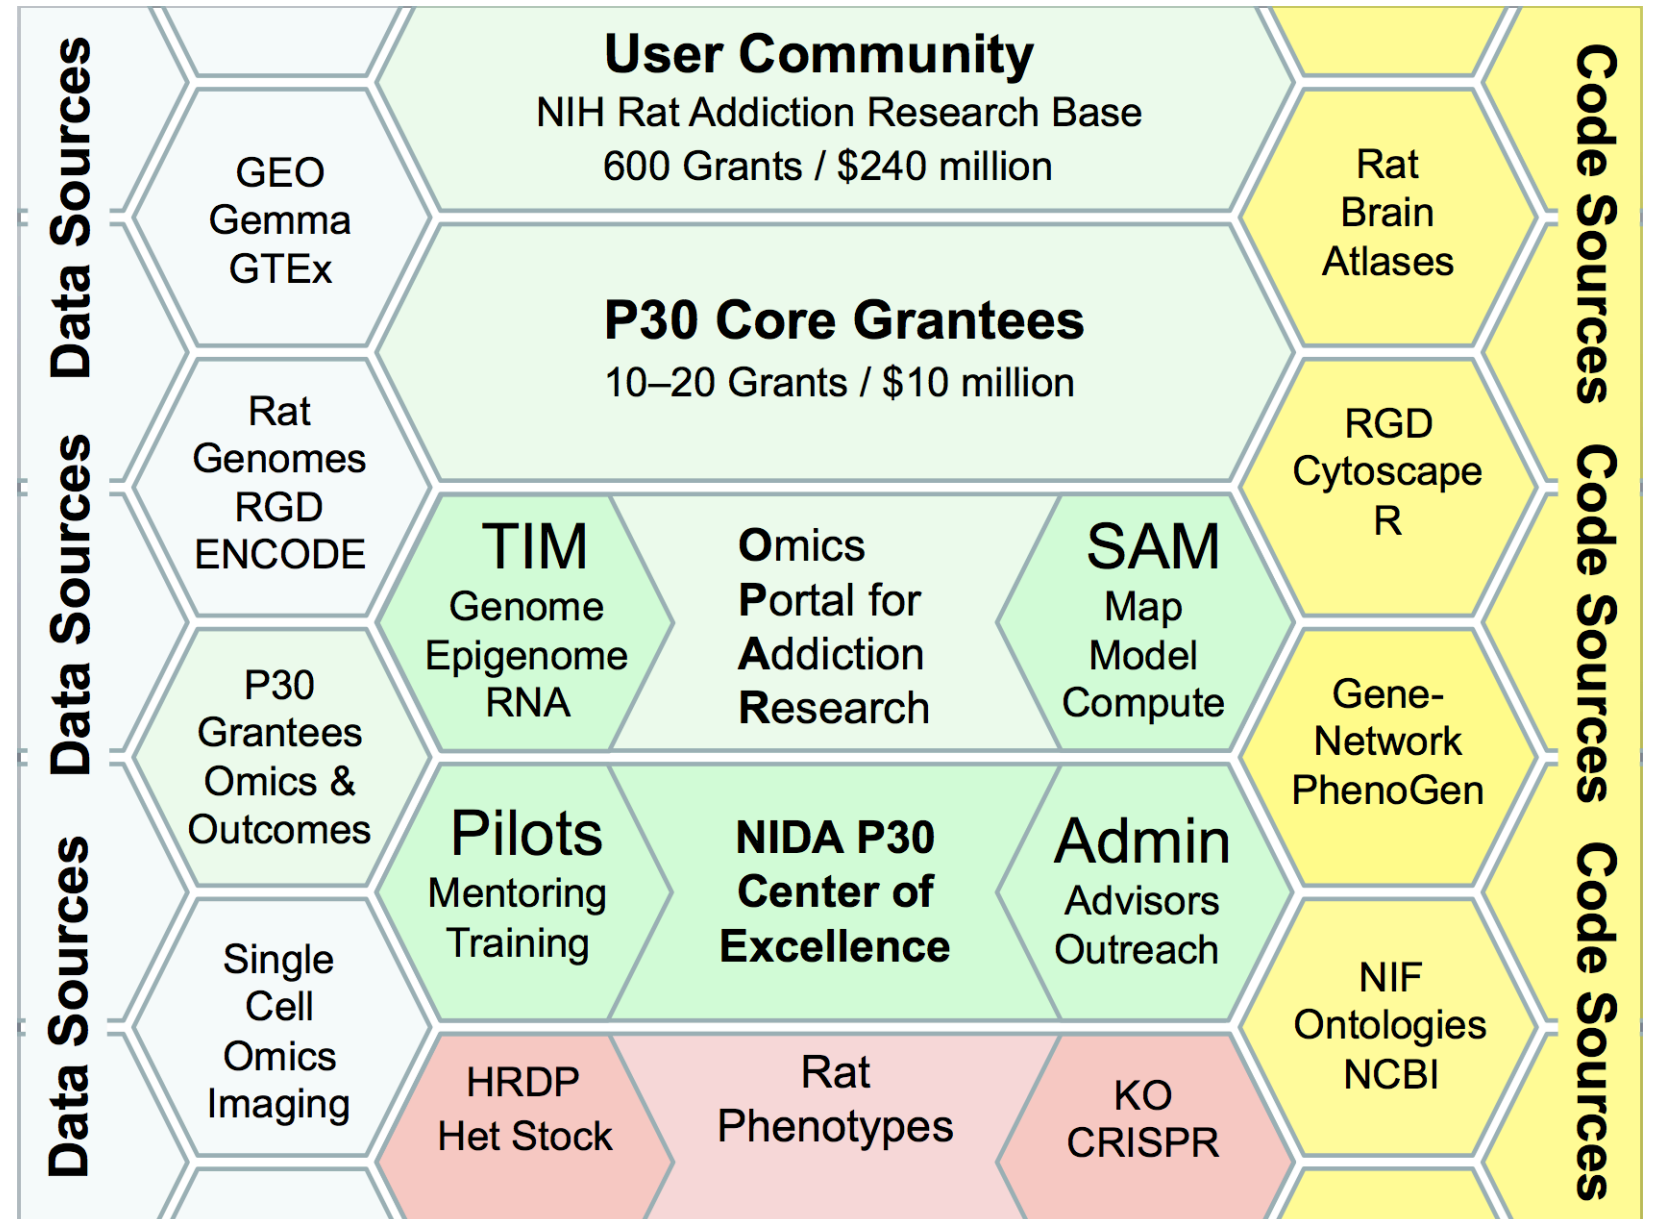 Data Sources
Data Sources
Data Sources
GEO
Gemma
GTEx
Rat
Genomes
RGD
ENCODE
P30
Grantees
Omics &
Outcomes
Single
Cell
Omics
Imaging
User Community
NIH Rat Addiction Research Base
600 Grants / $240 million
P30 Core Grantees
10–20 Grants / $10 million
TIM
Genome
Epigenome
RNA
Omics
Portal for
Addiction
Research
SAM
Map
Model
Compute
Pilots
Mentoring
Training
NIDA P30
Center of
Excellence
Admin
Advisors
Outreach
HRDP
Het Stock
Rat
Phenotypes
KO
CRISPR
Rat
Brain
Atlases
RGD
Cytoscape
R
Gene-
Network
PhenoGen
NIF
Ontologies
NCBI
Code Sources
Code Sources
Code Sources